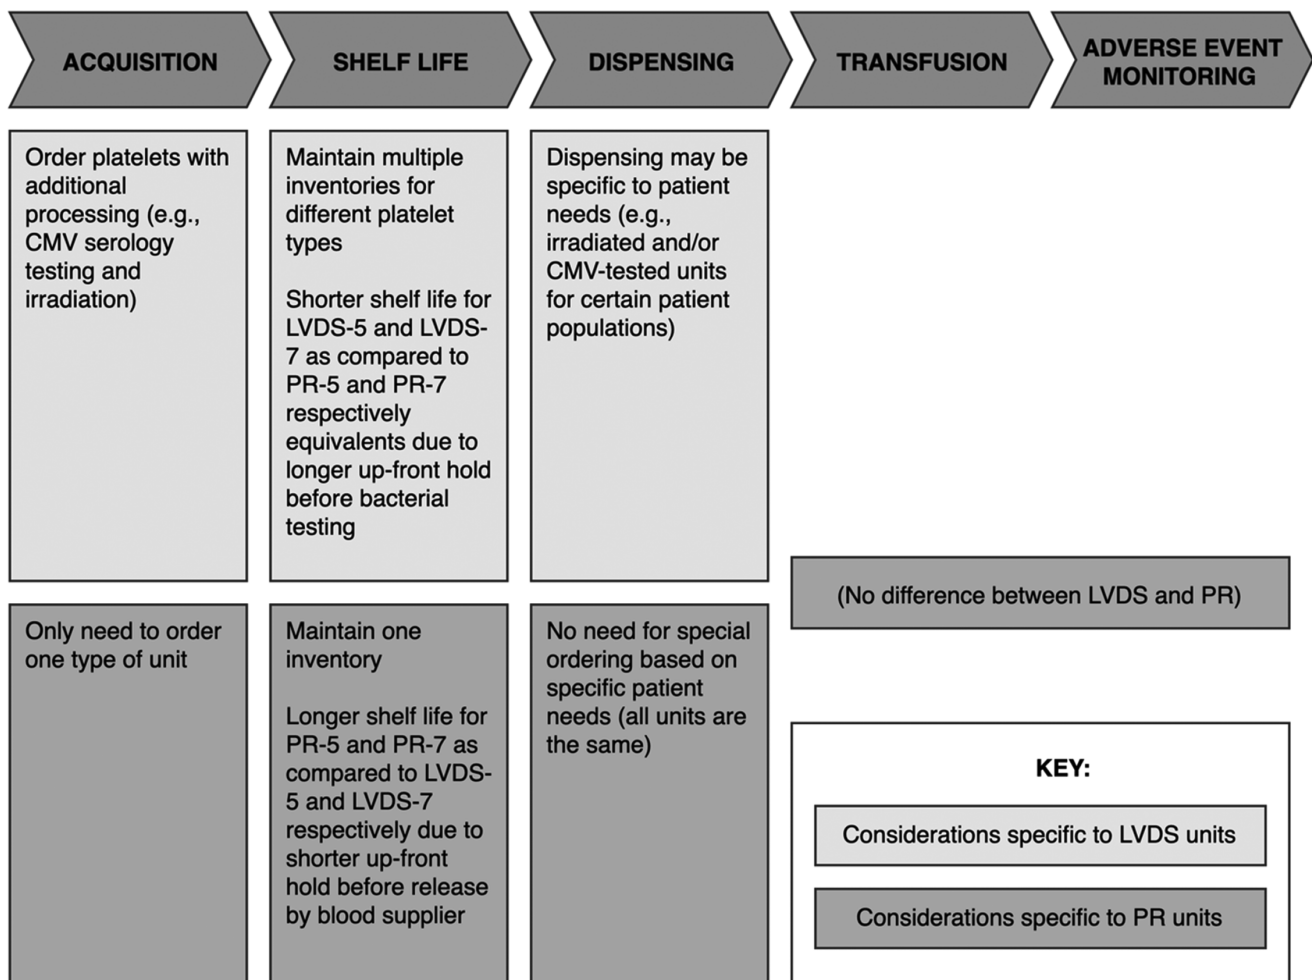 ACQUISITION
SHELF LIFE
DISPENSING
TRANSFUSION
ADVERSE EVENT
MONITORING
Order platelets with
additional
processing (e.g.,
CMV serology
testing and
irradiation)
Maintain multiple
inventories for
different platelet
types
Shorter shelf life for
LVDS-5 and LVDS-
7 as compared to
PR-5 and PR-7
respectively
equivalents due to
longer up-front hold
before bacterial
testing
Dispensing may be
specific to patient
needs (e.g.,
irradiated and/or
CMV-tested units
for certain patient
populations)
(No difference between LVDS and PR)
Only need to order
one type of unit
Maintain one
inventory
Longer shelf life for
PR-5 and PR-7 as
compared to LVDS-
5 and LVDS-7
respectively due to
shorter up-front
hold before release
by blood supplier
No need for special
ordering based on
specific patient
needs (all units are
the same)
KEY:
Considerations specific to LVDS units
Considerations specific to PR units